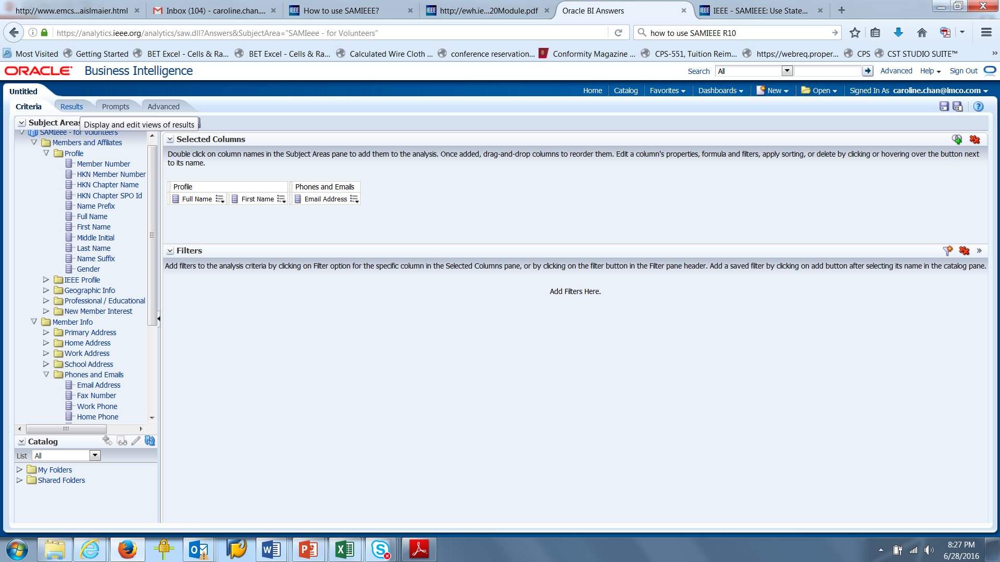 http://www.emcs...aislmaier.html
Inbox (104) - caroline.chan....
How to use SAMIEEE?
http://ewh.ie...20Module.pdf
Oracle BI Answers
IEEE - SAMIEEE: Use State...
https://analytics.ieee.org/analytics/saw.dll?Answers&SubjectArea="SAMIeee - for Volunteers"
how to use SAMIEEE R10
Most Visited
Getting Started
BET Excel - Cells & Ra...
BET Excel - Cells & Ra...
Calculated Wire Cloth ...
conference reservation...
Conformity Magazine ...
CPS-551, Tuition Reim...
https://webreq.proper...
CPS
CST STUDIO SUITE™
ORACLE Business Intelligence
Search All
Advanced
Help
Sign Out
Untitled
Home
Catalog
Favorites
Dashboards
New
Open
Signed In As caroline.chan@lmco.com
Criteria
Results
Prompts
Advanced
Subject Areas
Display and edit views of results
SAMIeee - for Volunteers
Members and Affiliates
Profile
Member Number
HKN Member Number
HKN Chapter Name
HKN Chapter SPO Id
Name Prefix
Full Name
First Name
Middle Initial
Last Name
Name Suffix
Gender
IEEE Profile
Geographic Info
Professional / Educational
New Member Interest
Member Info
Primary Address
Home Address
Work Address
School Address
Phones and Emails
Email Address
Fax Number
Work Phone
Home Phone
Catalog
List All
My Folders
Shared Folders
Selected Columns
Double click on column names in the Subject Areas pane to add them to the analysis. Once added, drag-and-drop columns to reorder them. Edit a column's properties, formula and filters, apply sorting, or delete by clicking or hovering over the button next
to its name.
Profile
Phones and Emails
Full Name
First Name
Email Address
Filters
Add filters to the analysis criteria by clicking on Filter option for the specific column in the Selected Columns pane, or by clicking on the filter button in the Filter pane header. Add a saved filter by clicking on add button after selecting its name in the catalog pane.
Add Filters Here.
8:27 PM
6/28/2016